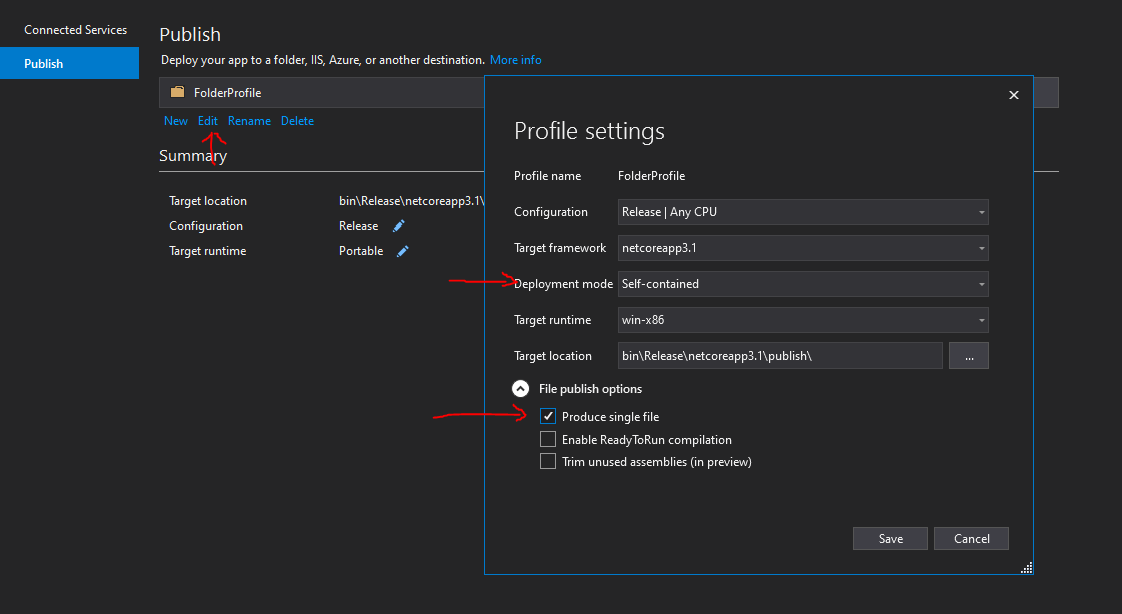 Connected Services
Publish
Publish
Deploy your app to a folder, IIS, Azure, or another destination. More info
FolderProfile
New Edit Rename Delete
Summary
Target location bin\Release\netcoreapp3.1\
Configuration Release
Target runtime Portable
Profile settings
Profile name FolderProfile
Configuration Release | Any CPU
Target framework netcoreapp3.1
Deployment mode Self-contained
Target runtime win-x86
Target location bin\Release\netcoreapp3.1\publish\ ...
File publish options
Produce single file
Enable ReadyToRun compilation
Trim unused assemblies (in preview)
Save Cancel